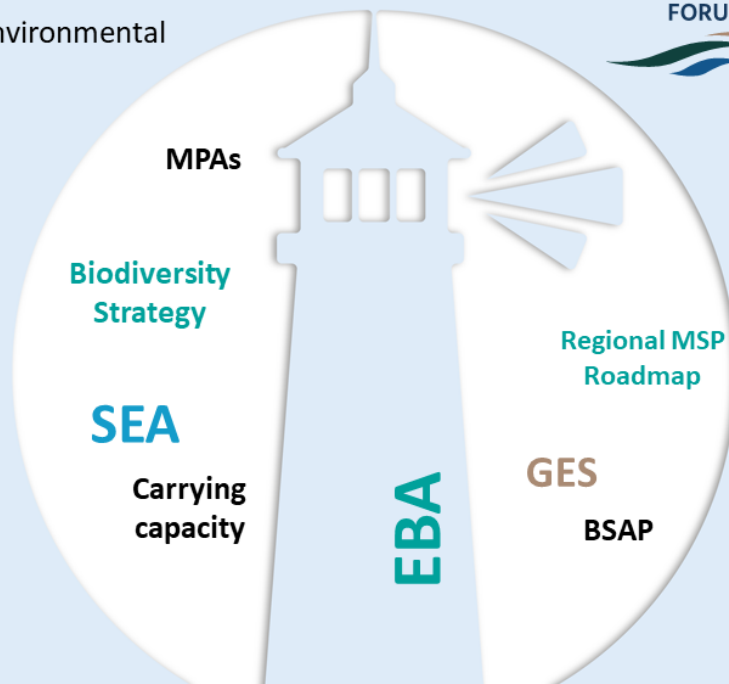 nvironmental
FORU
MPAs
Biodiversity
Strategy
Regional MSP
Roadmap
SEA
GES
Carrying
capacity
EBA
BSAP